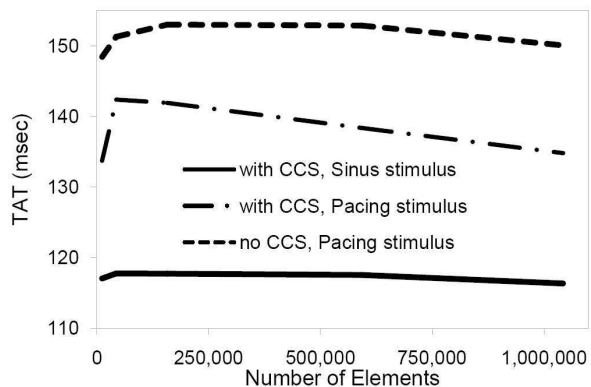 150
140
130
120
110
TAT (msec)
with CCS, Sinus stimulus
with CCS, Pacing stimulus
no CCS, Pacing stimulus
0 250,000 500,000 750,000 1,000,000
Number of Elements